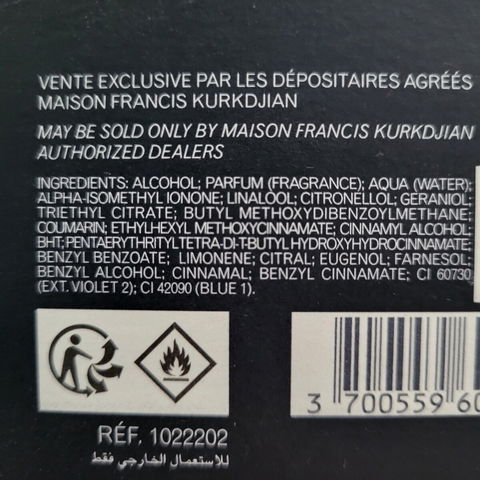 VENTE EXCLUSIVE PAR LES DÉPOSITAIRES AGRÉÉS
MAISON FRANCIS KURKDJIAN
MAY BE SOLD ONLY BY MAISON FRANCIS KURKDJIAN
AUTHORIZED DEALERS
INGREDIENTS: ALCOHOL; PARFUM (FRAGRANCE); AQUA (WATER);
ALPHA-ISOMETHYL IONONE; LINALOOL; CITRONELLOL; GERANIOL;
TRIETHYL CITRATE; BUTYL METHOXYDIBENZOYLMETHANE;
COUMARIN; ETHYLHEXYL METHOXYCINNAMATE; CINNAMYL ALCOHOL;
BHT; PENTAERYTHRITYL TETRA-DI-T-BUTYL HYDROXYHYDROCINNAMATE;
BENZYL BENZOATE; LIMONENE; CITRAL; EUGENOL; FARNESOL;
BENZYL ALCOHOL; CINNAMAL; BENZYL CINNAMATE; CI 60730
(EXT. VIOLET 2); CI 42090 (BLUE 1).
3 700559 60
RÉF. 1022202
للاستعمال الخارجي فقط